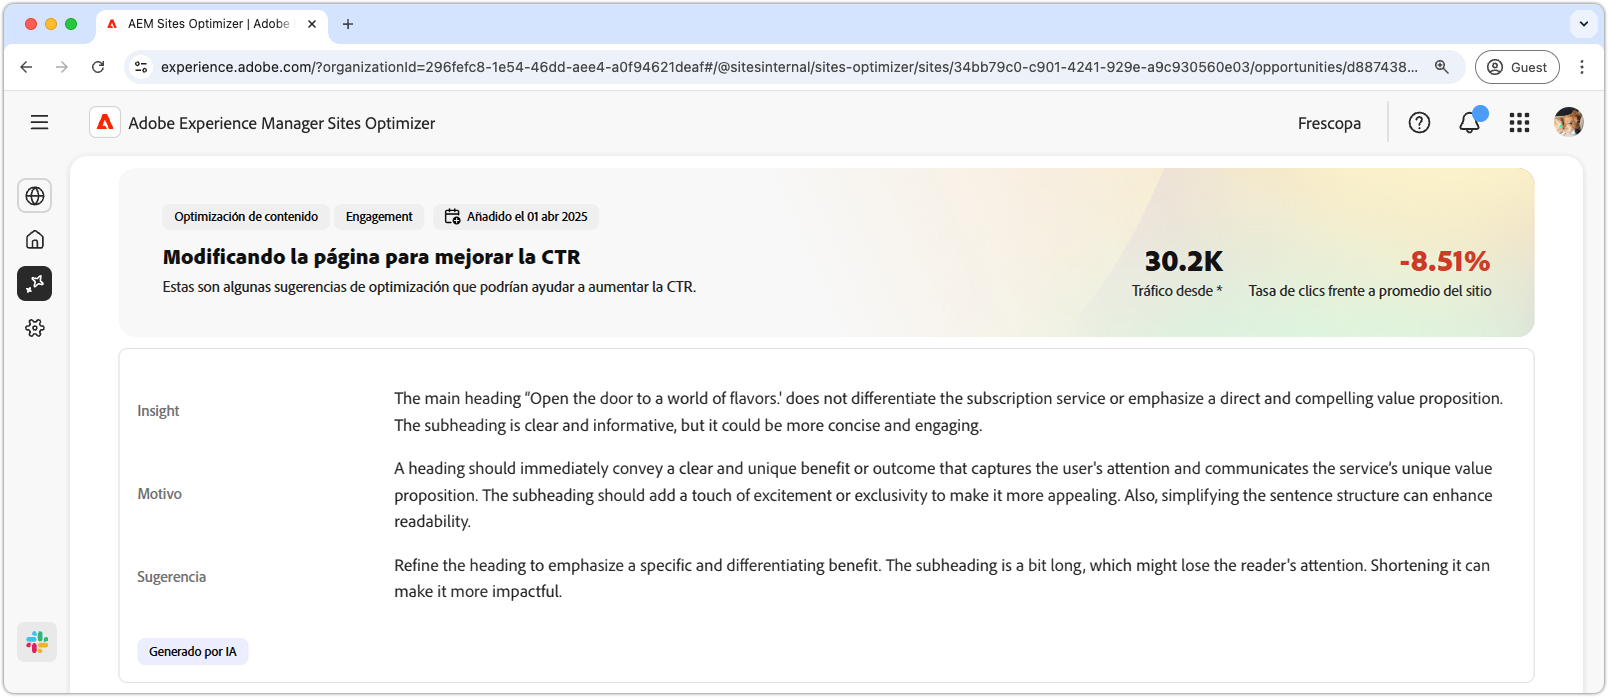 AEM Sites Optimizer | Adobe
experience.adobe.com/?organizationId=296fefc8-1e54-46dd-aee4-a0f94621deaf#/@sitesinternal/sites-optimizer/sites/34bb79c0-c901-4241-929e-a9c930560e03/opportunities/d887438...
Guest
Adobe Experience Manager Sites Optimizer
Frescopa
Optimización de contenido
Engagement
Añadido el 01 abr 2025
Modificando la página para mejorar la CTR
Estas son algunas sugerencias de optimización que podrían ayudar a aumentar la CTR.
30.2K
Tráfico desde *
-8.51%
Tasa de clics frente a promedio del sitio
Insight
The main heading "Open the door to a world of flavors.' does not differentiate the subscription service or emphasize a direct and compelling value proposition.
The subheading is clear and informative, but it could be more concise and engaging.
Motivo
A heading should immediately convey a clear and unique benefit or outcome that captures the user's attention and communicates the service's unique value
proposition. The subheading should add a touch of excitement or exclusivity to make it more appealing. Also, simplifying the sentence structure can enhance
readability.
Sugerencia
Refine the heading to emphasize a specific and differentiating benefit. The subheading is a bit long, which might lose the reader's attention. Shortening it can
make it more impactful.
Generado por IA